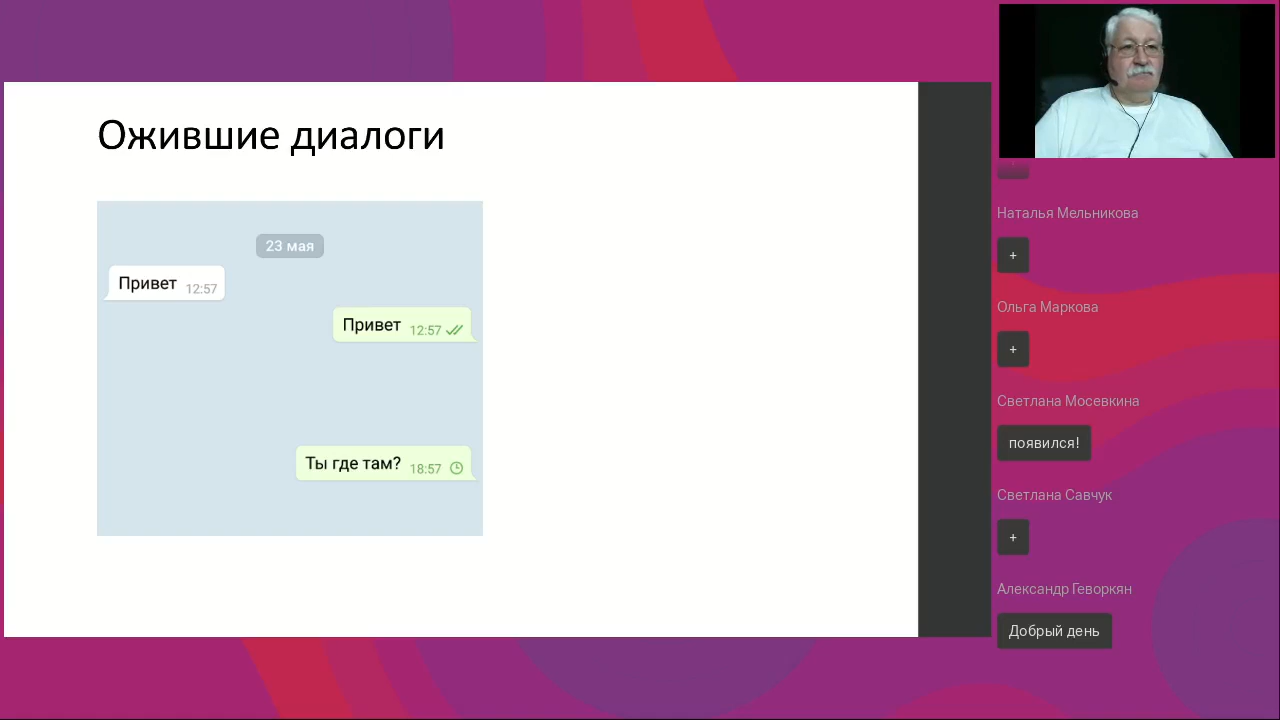 Ожившие диалоги
23 мая
Привет 12:57
Привет 12:57
Ты где там? 18:57
Наталья Мельникова
+
Ольга Маркова
+
Светлана Мосевкина
появился!
Светлана Савчук
+
Александр Геворкян
Добрый день